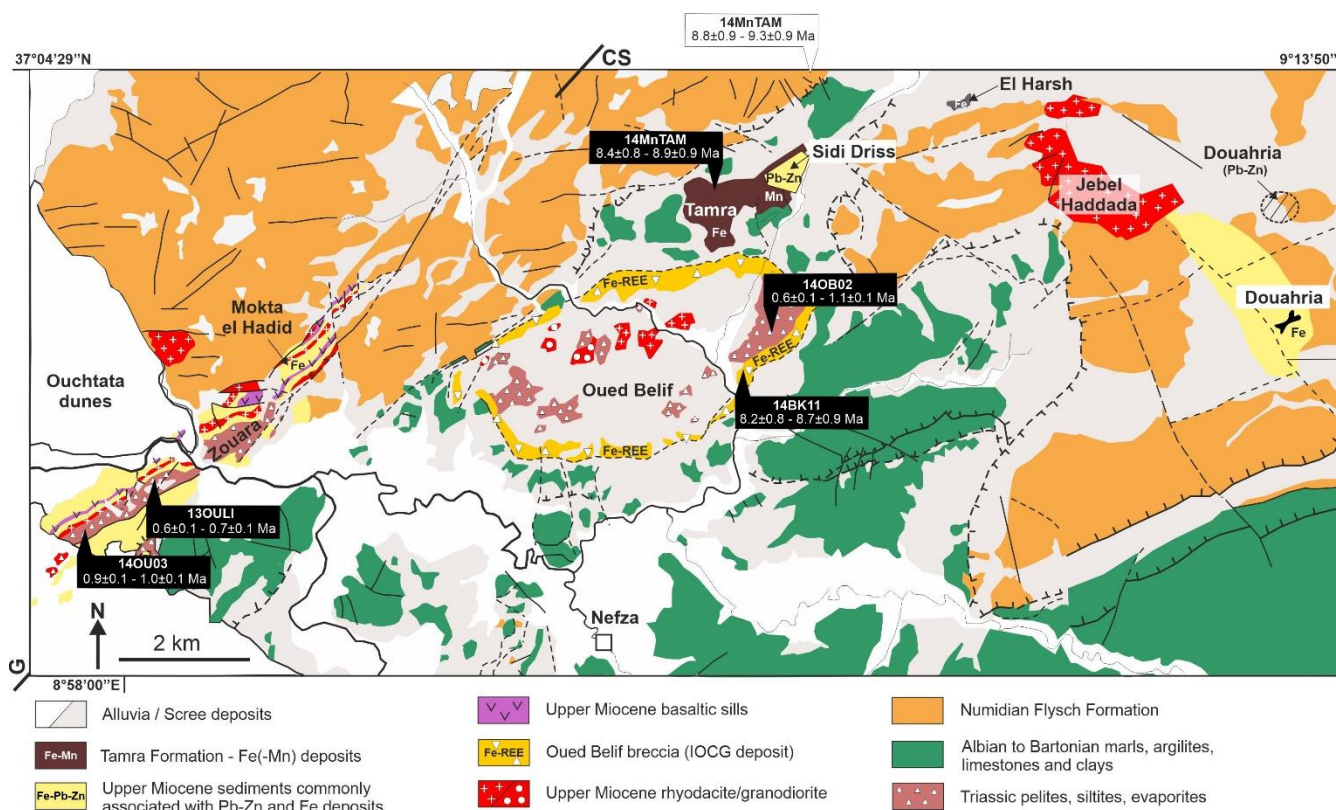 14MnTAM
8.8±0.9 - 9.3±0.9 Ma
37°04'29"N
CS
9°13'50"
El Harsh
Fe
14MnTAM
8.4±0.8 - 8.9±0.9 Ma
Sidi Driss
Pb-Zn
Mn
Tamra
Fe
Douahria
(Pb-Zn)
Jebel
Haddada
Fe-REE
14OB02
0.6±0.1 - 1.1±0.1 Ma
Mokta
el Hadid
Fe
Douahria
Fe
Fe-REE
Ouchtata
dunes
Oued Belif
14BK11
8.2±0.8 - 8.7±0.9 Ma
Zouara
Fe-REE
13OULI
0.6±0.1 - 0.7±0.1 Ma
14OU03
0.9±0.1 - 1.0±0.1 Ma
N
2 km
Nefza
G
8°58'00"E
Alluvia / Scree deposits
Fe-Mn
Tamra Formation - Fe(-Mn) deposits
Fe-Pb-Zn
Upper Miocene sediments commonly
associated with Pb-Zn and Fe deposits
Upper Miocene basaltic sills
Fe-REE
Oued Belif breccia (IOCG deposit)
Upper Miocene rhyodacite/granodiorite
Numidian Flysch Formation
Albian to Bartonian marls, argilites,
limestones and clays
Triassic pelites, siltites, evaporites